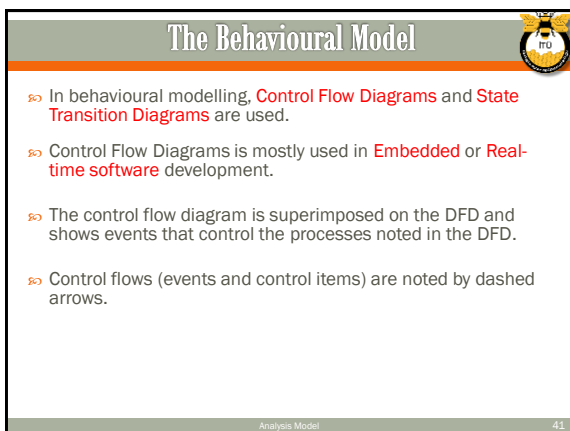 The Behavioural Model
İTÜ
In behavioural modelling, Control Flow Diagrams and State
Transition Diagrams are used.
Control Flow Diagrams is mostly used in Embedded or Real-
time software development.
The control flow diagram is superimposed on the DFD and
shows events that control the processes noted in the DFD.
Control flows (events and control items) are noted by dashed
arrows.
Analysis Model
41